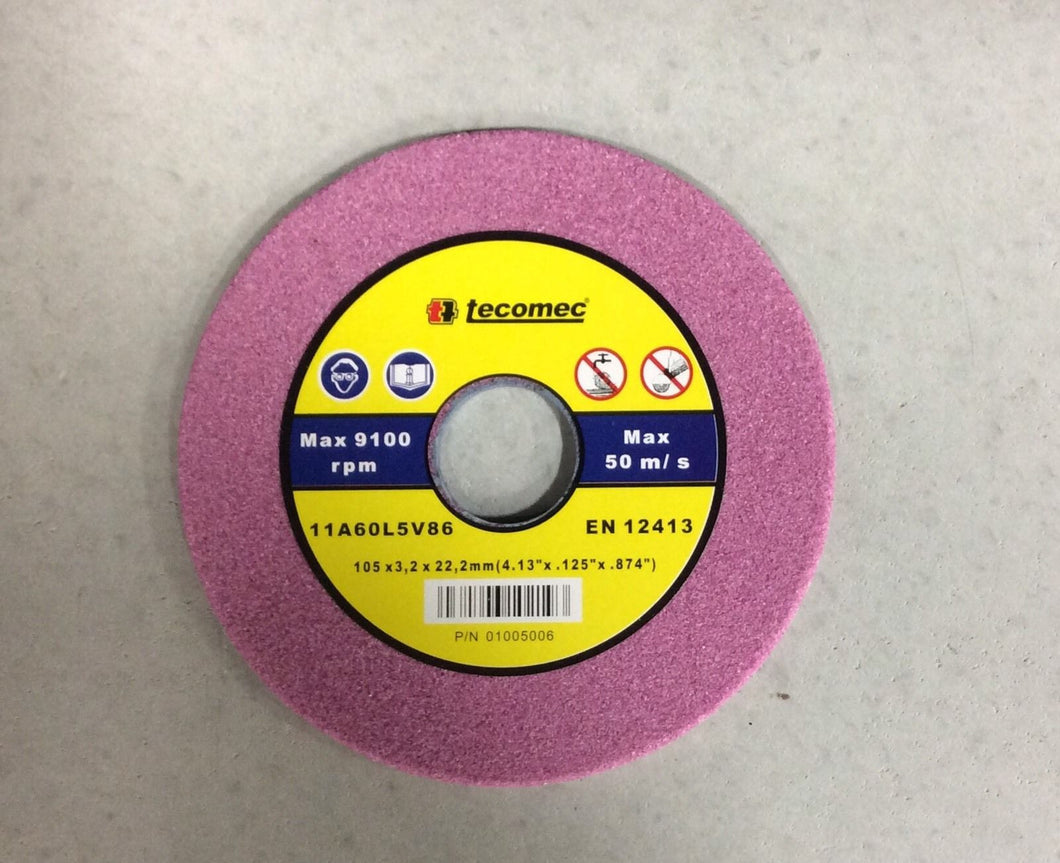 tecomec®
Max 9100
rpm
Max
50 m/ s
11A60L5V86
EN 12413
105 x3,2 x 22,2mm(4.13"x .125"x .874")
P/N 01005006